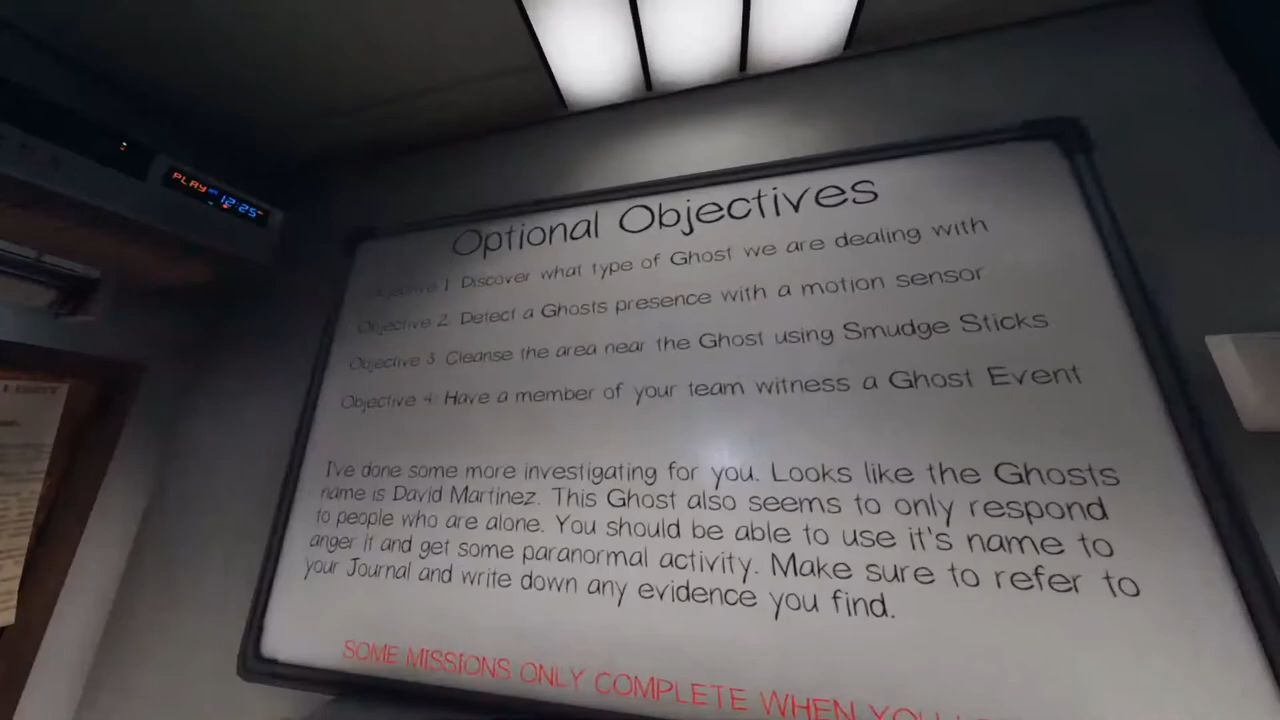 PLAY 12:25
Optional Objectives
Objective 1 Discover what type of Ghost we are dealing with
Objective 2: Detect a Ghosts presence with a motion sensor
Objective 3 Cleanse the area near the Ghost using Smudge Sticks
Objective 4: Have a member of your team witness a Ghost Event
I've done some more investigating for you. Looks like the Ghosts
name is David Martinez. This Ghost also seems to only respond
to people who are alone. You should be able to use it's name to
anger it and get some paranormal activity. Make sure to refer to
your Journal and write down any evidence you find.
SOME MISSIONS ONLY COMPLETE WHEN